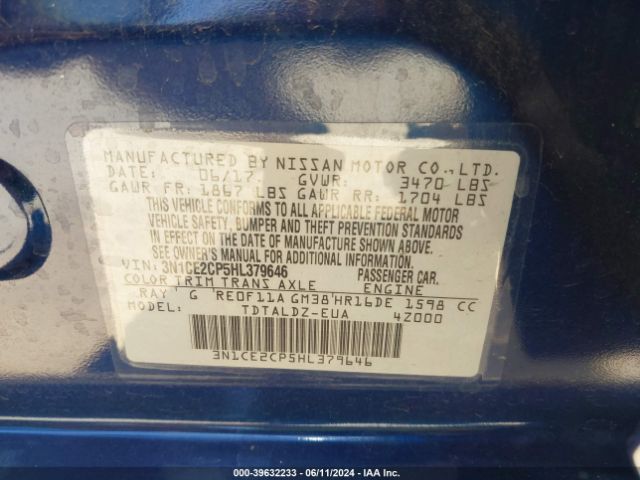 MANUFACTURED BY NISSAN MOTOR CO.,LTD.
DATE: 06/17 GVWR: 3470 LBS
GAWR FR: 1867 LBS GAWR RR: 1704 LBS
THIS VEHICLE CONFORMS TO ALL APPLICABLE FEDERAL MOTOR
VEHICLE SAFETY, BUMPER AND THEFT PREVENTION STANDARDS
IN EFFECT ON THE DATE OF MANUFACTURE SHOWN ABOVE.
SEE OWNER'S MANUAL FOR ADDITIONAL INFORMATION
VIN: 3N1CE2CP5HL379646 PASSENGER CAR.
COLOR TRIM TRANS AXLE ENGINE
RAY G RE0F11A GM38 HR16DE 1598 CC
TDTALDZ-EUA 4Z000
3N1CE2CP5HL379646
000-39632233 - 06/11/2024 - IAA Inc.